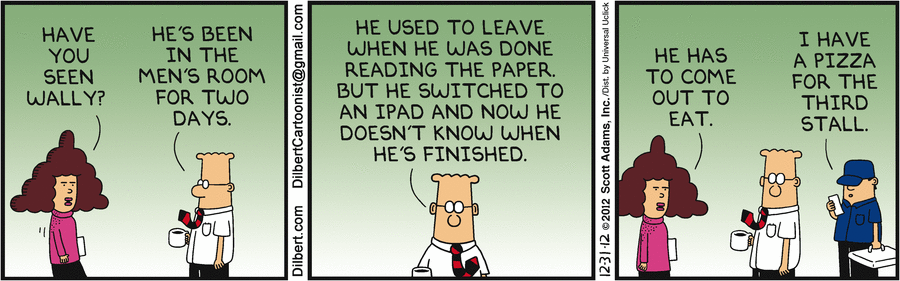 HAVE
YOU
SEEN
WALLY?
HE'S BEEN
IN THE
MEN'S ROOM
FOR TWO
DAYS.
Dilbert.com DilbertCartoonist@gmail.com
HE USED TO LEAVE
WHEN HE WAS DONE
READING THE PAPER.
BUT HE SWITCHED TO
AN IPAD AND NOW HE
DOESN'T KNOW WHEN
HE'S FINISHED.
12-31-12 © 2012 Scott Adams, Inc. /Dist. by Universal Uclick
HE HAS
TO COME
OUT TO
EAT.
I HAVE
A PIZZA
FOR THE
THIRD
STALL.